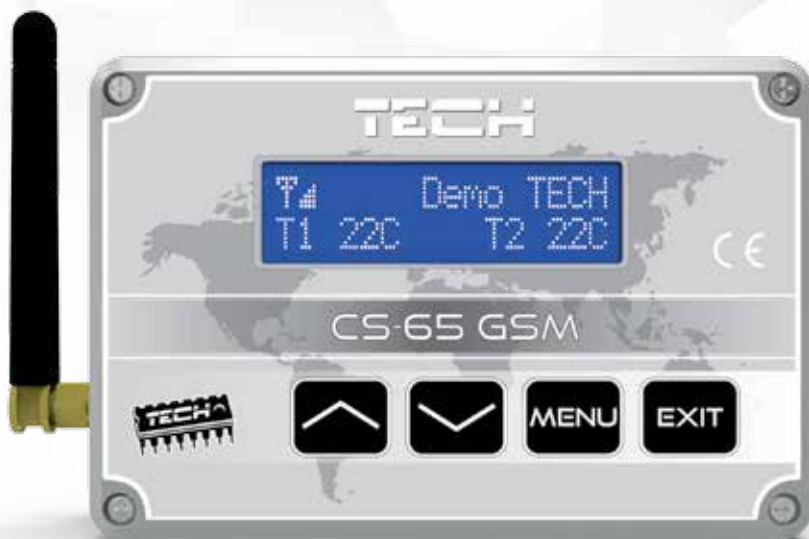 TECH
Demo TECH
T1 22C T2 22C
CE
CS-65 GSM
TECH
MENU
EXIT